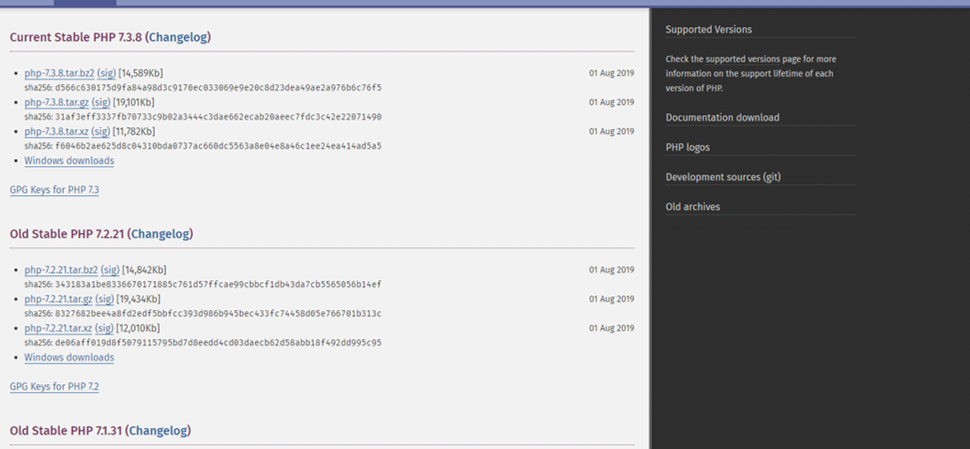 Current Stable PHP 7.3.8 (Changelog)
php-7.3.8.tar.bz2 (sig) [14,589Kb] 01 Aug 2019
sha256: d566c630175d9fa84a98d3c9170ec033069e9e20c8d23dea49ae2a976b6c76f5
php-7.3.8.tar.gz (sig) [19,101Kb] 01 Aug 2019
sha256: 31af3eff3337fb70733c9b02a3444c3dae662ecab20aeec7fdc3c42e22071490
php-7.3.8.tar.xz (sig) [11,782Kb] 01 Aug 2019
sha256: f6046b2ae625d8c04310bda0737ac660dc5563a8e04e8a46c1ee24ea414ad5a5
Windows downloads
GPG Keys for PHP 7.3
Old Stable PHP 7.2.21 (Changelog)
php-7.2.21.tar.bz2 (sig) [14,842Kb] 01 Aug 2019
sha256: 343183a1be8336670171885c761d57ffcae99cbbcf1db43da7cb5565056b14ef
php-7.2.21.tar.gz (sig) [19,434Kb] 01 Aug 2019
sha256: 8327682bee4a8fd2edf5bbfcc393d986b945bec433fc74458d05e766701b313c
php-7.2.21.tar.xz (sig) [12,010Kb] 01 Aug 2019
sha256: de06aff019d8f5079115795bd7d8eedd4cd03daecb62d58abb18f492dd995c95
Windows downloads
GPG Keys for PHP 7.2
Old Stable PHP 7.1.31 (Changelog)
Supported Versions
Check the supported versions page for more
information on the support lifetime of each
version of PHP.
Documentation download
PHP logos
Development sources (git)
Old archives